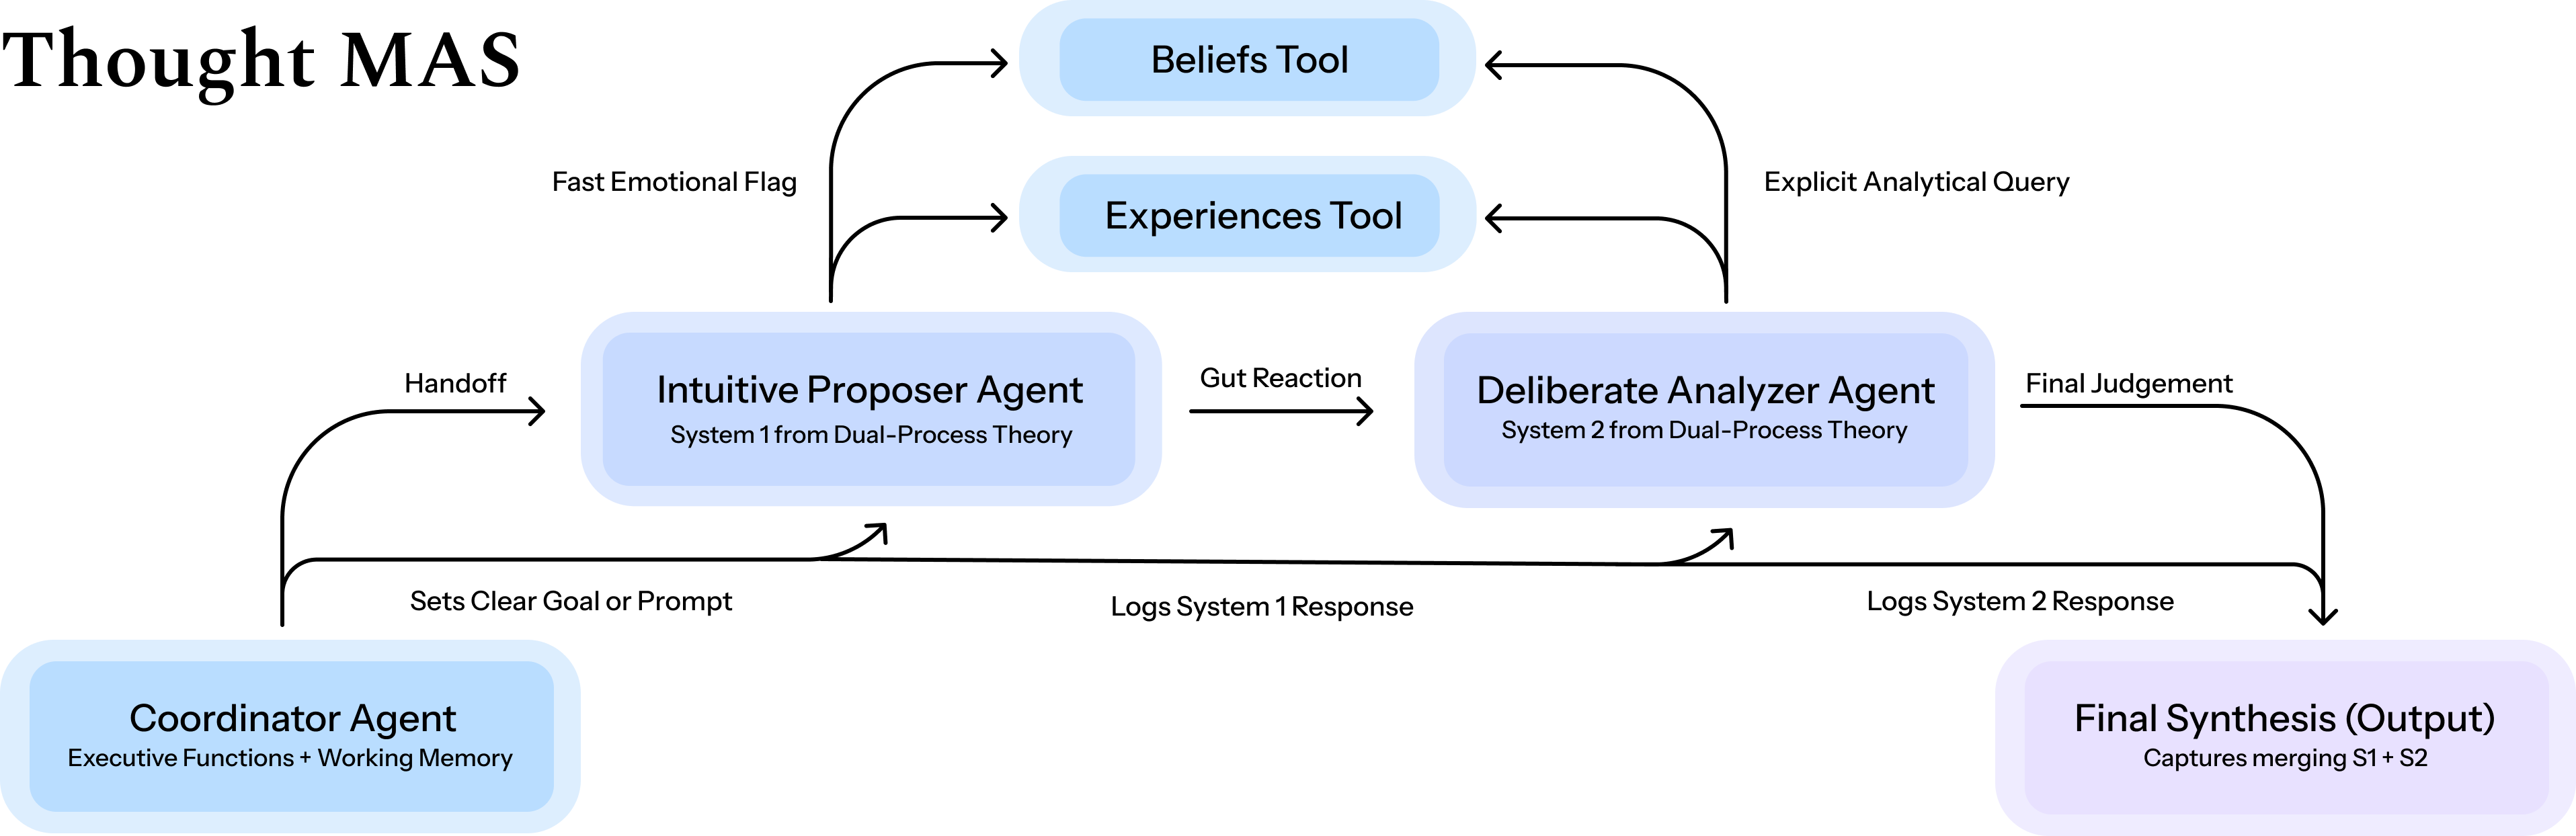 Thought MAS
Beliefs Tool
Fast Emotional Flag
Explicit Analytical Query
Experiences Tool
Handoff
Intuitive Proposer Agent
System 1 from Dual-Process Theory
Gut Reaction
Deliberate Analyzer Agent
System 2 from Dual-Process Theory
Final Judgement
Sets Clear Goal or Prompt
Logs System 1 Response
Logs System 2 Response
Coordinator Agent
Executive Functions + Working Memory
Final Synthesis (Output)
Captures merging S1 + S2